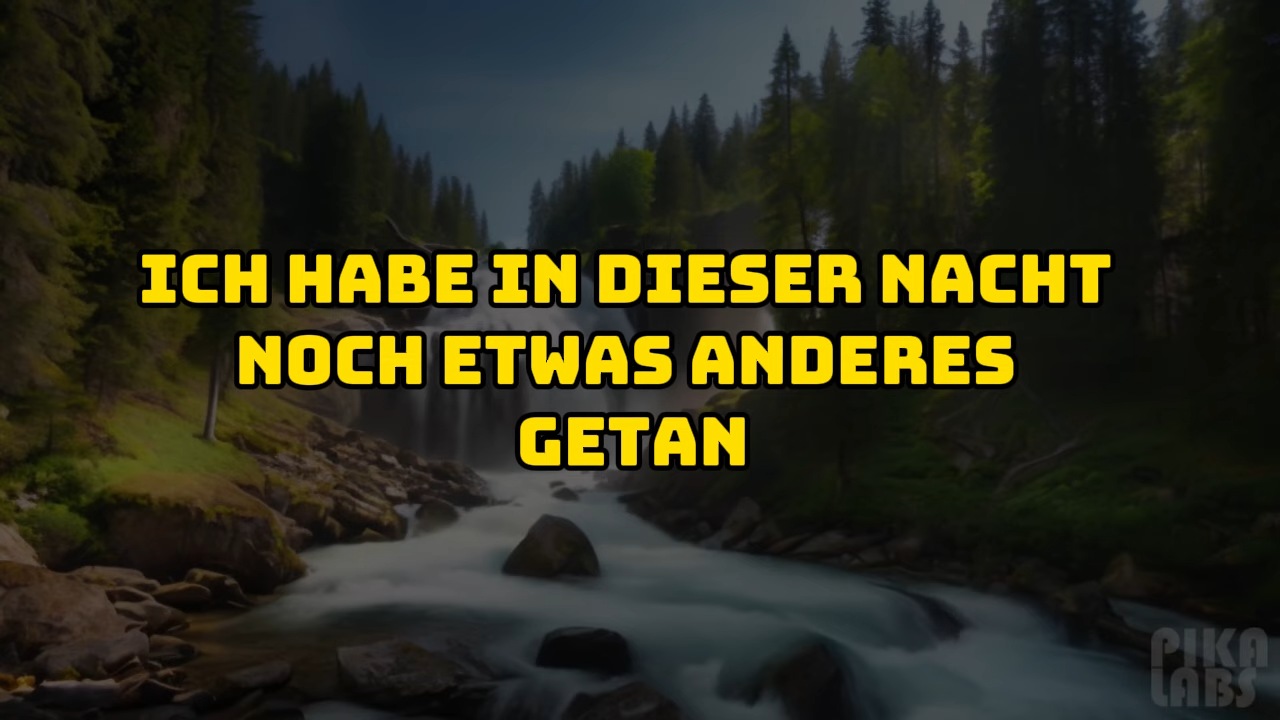 ICH HABE IN DIESER NACHT
NOCH ETWAS ANDERES
GETAN
PIKA
LABS